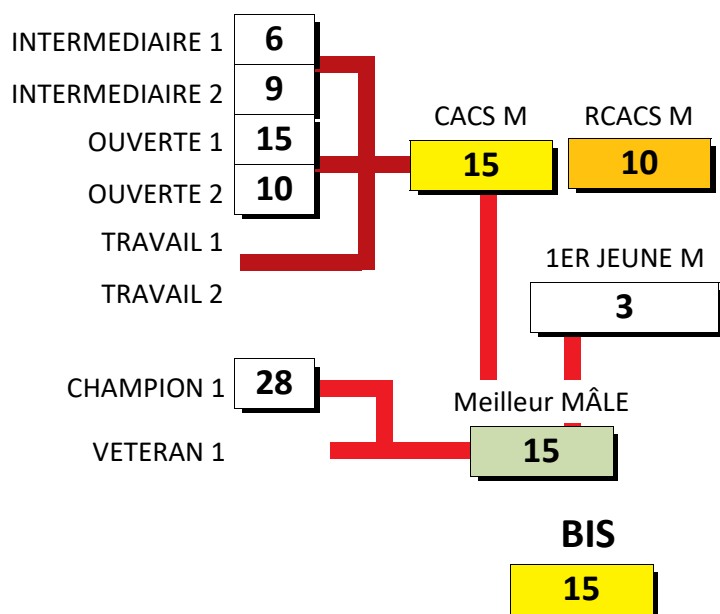 INTERMEDIAIRE 1 6
INTERMEDIAIRE 2 9
OUVERTE 1 15
OUVERTE 2 10
TRAVAIL 1
TRAVAIL 2
CACS M RCACS M
15 10
1ER JEUNE M
3
CHAMPION 1 28
VETERAN 1
Meilleur MÂLE
15
BIS
15